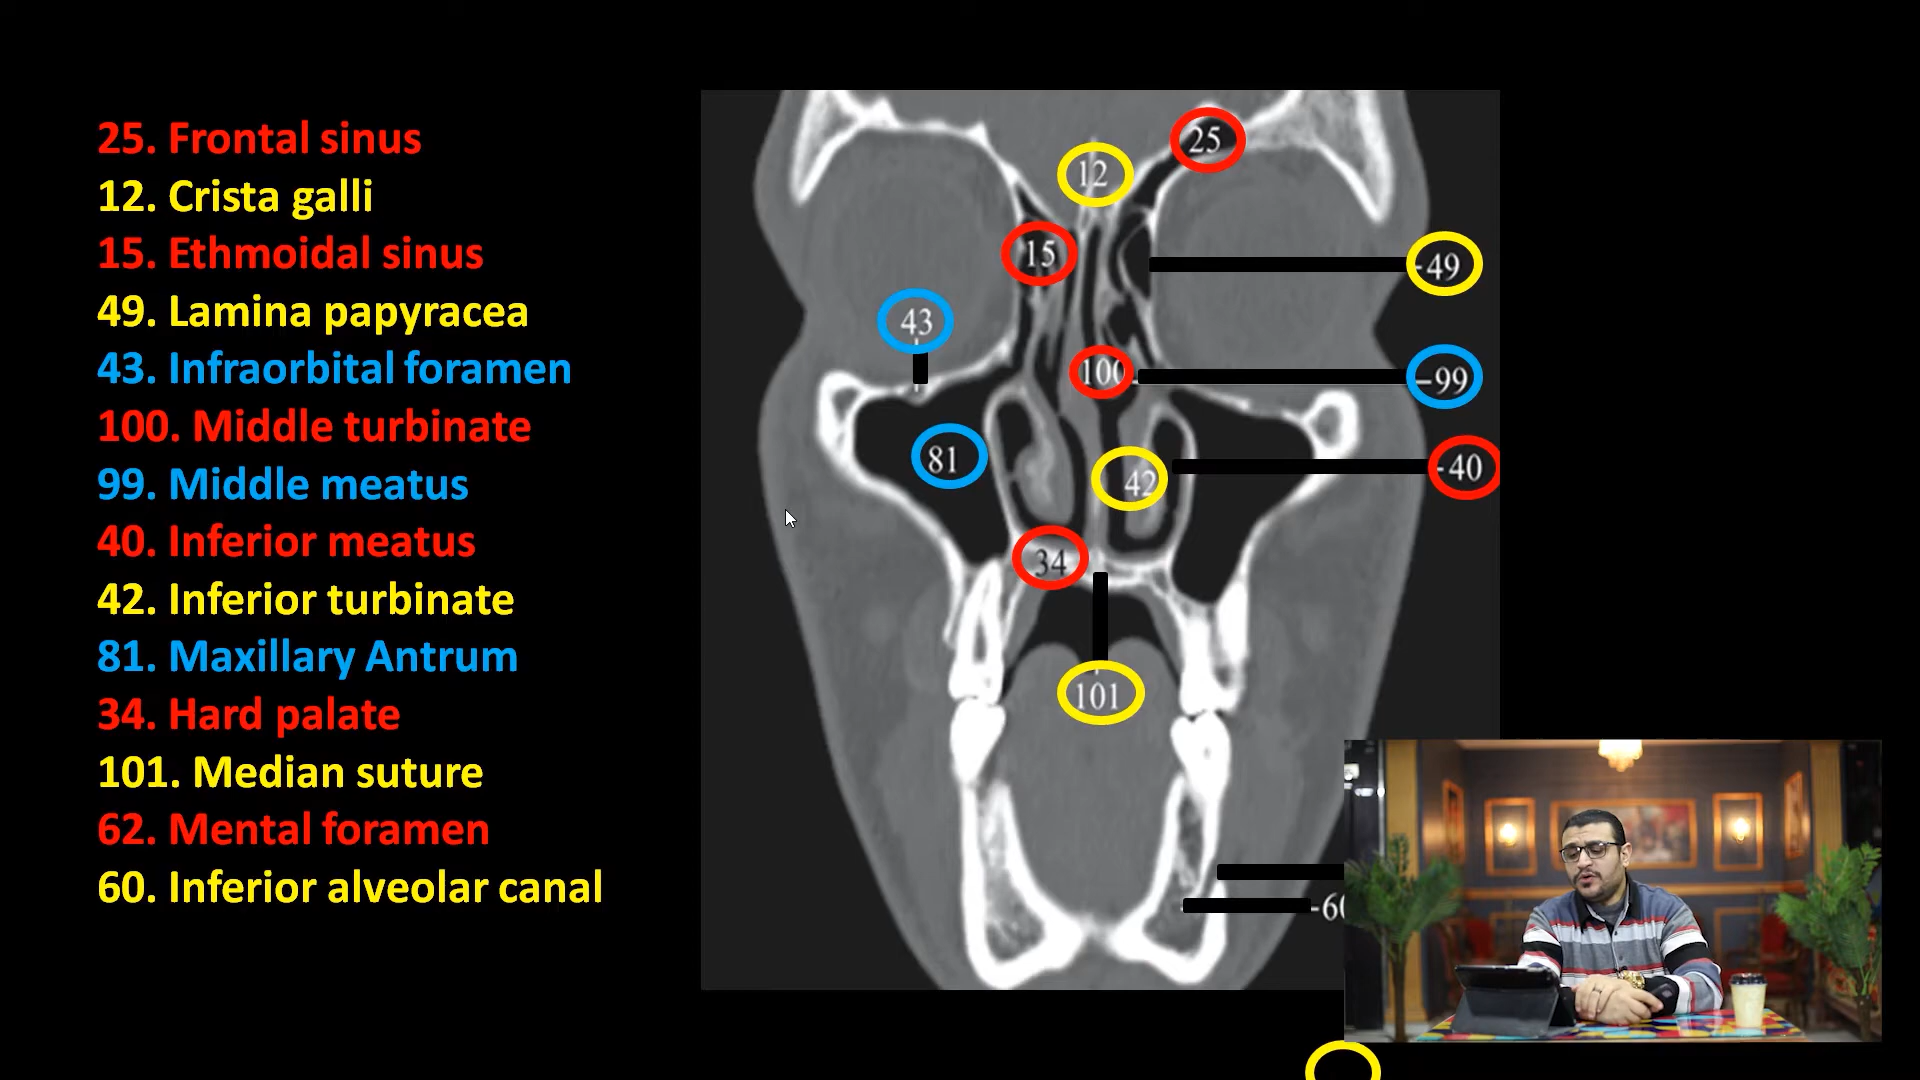 25. Frontal sinus
12. Crista galli
15. Ethmoidal sinus
49. Lamina papyracea
43. Infraorbital foramen
100. Middle turbinate
99. Middle meatus
40. Inferior meatus
42. Inferior turbinate
81. Maxillary Antrum
34. Hard palate
101. Median suture
62. Mental foramen
60. Inferior alveolar canal
25
12
15
-49
43
100
-99
81
42
-40
34
101
-60